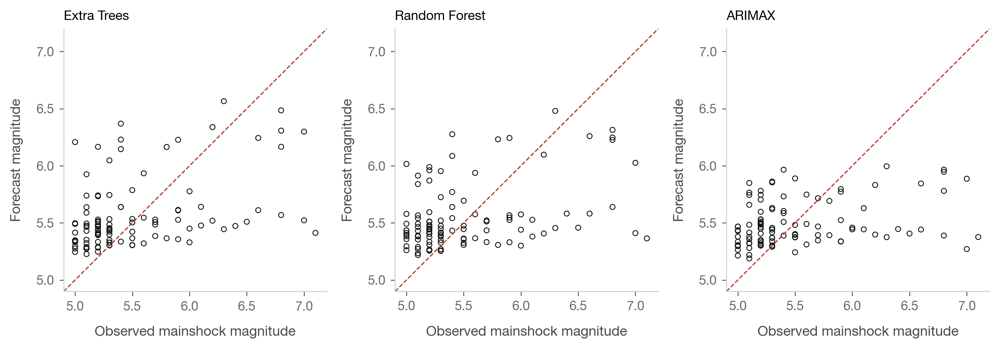 Extra Trees
Random Forest
ARIMAX
Forecast magnitude
7.0
6.5
6.0
5.5
5.0
5.0 5.5 6.0 6.5 7.0
Observed mainshock magnitude
Forecast magnitude
7.0
6.5
6.0
5.5
5.0
5.0 5.5 6.0 6.5 7.0
Observed mainshock magnitude
Forecast magnitude
7.0
6.5
6.0
5.5
5.0
5.0 5.5 6.0 6.5 7.0
Observed mainshock magnitude